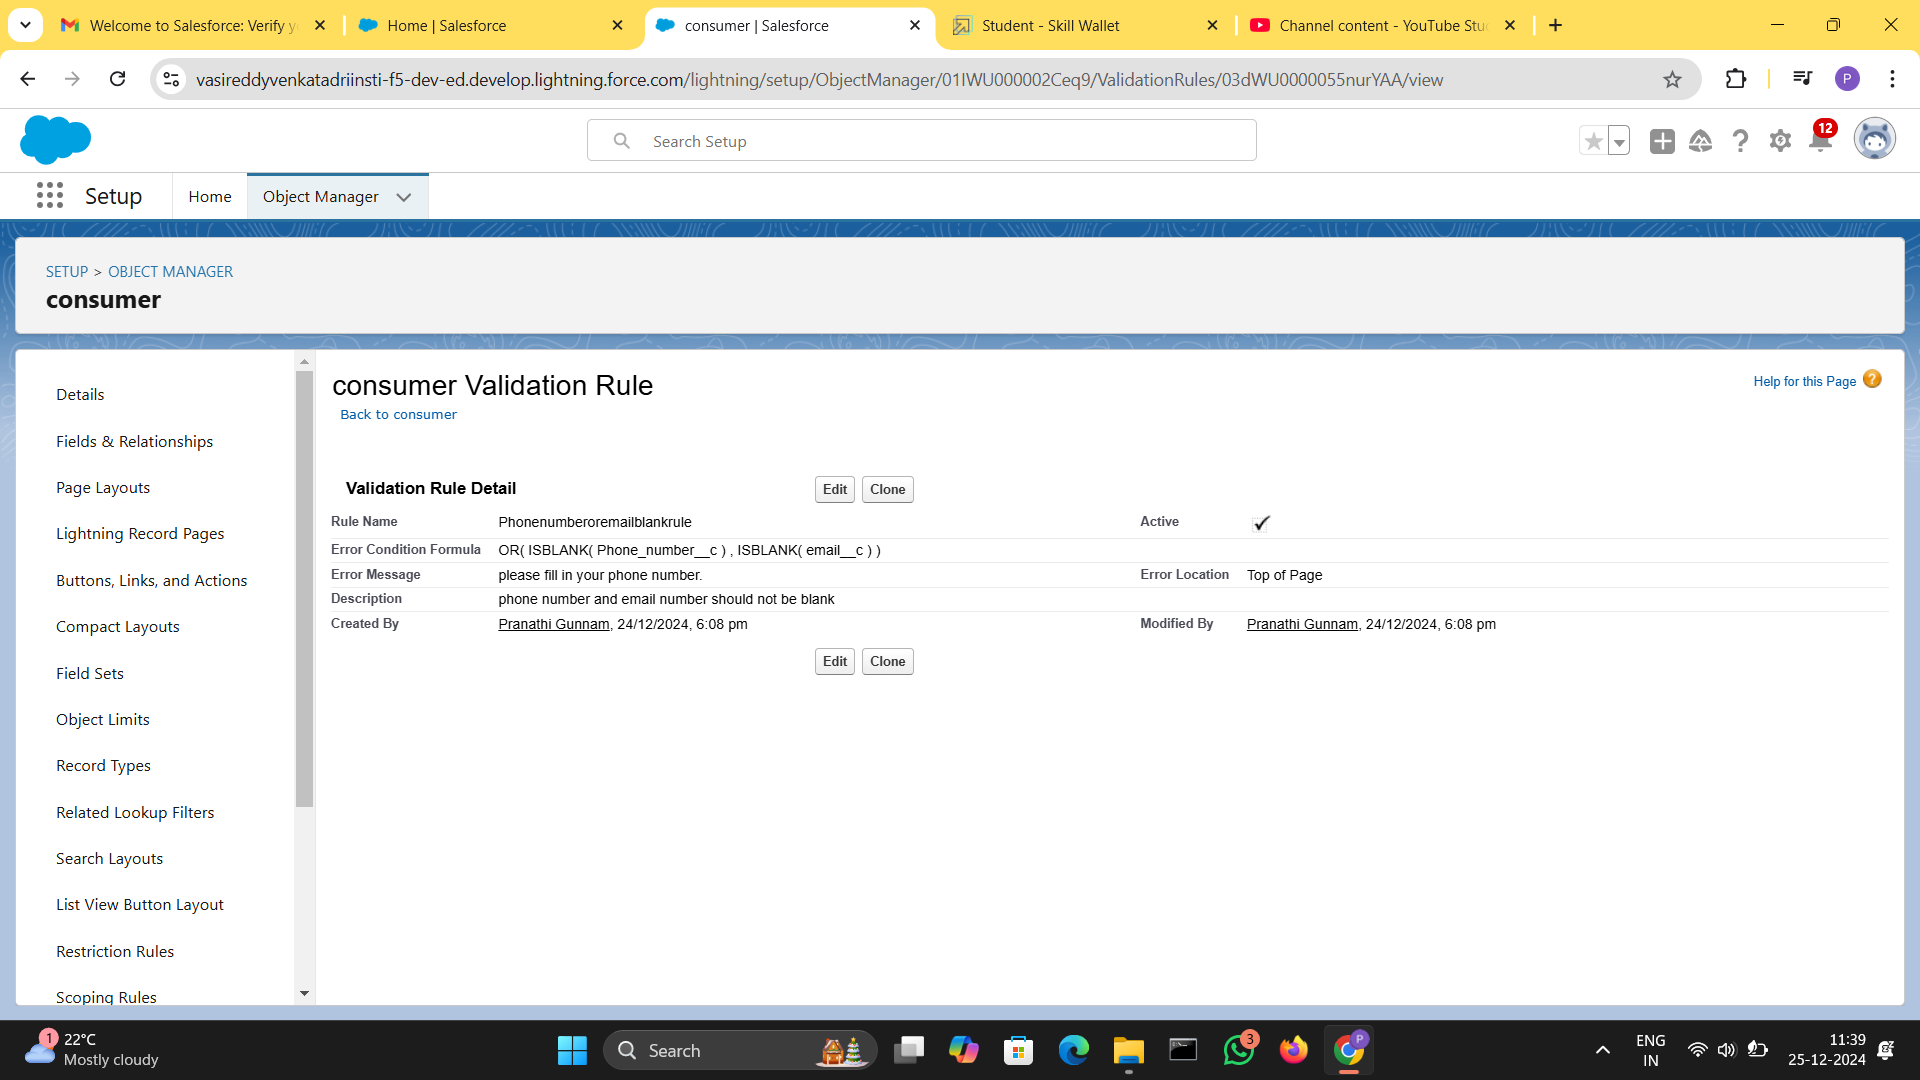 Welcome to Salesforce: Verify y
Home | Salesforce
consumer | Salesforce
Student - Skill Wallet
Channel content - YouTube Stu
vasireddyvenkatadriinsti-f5-dev-ed.develop.lightning.force.com/lightning/setup/ObjectManager/01IWU000002Ceq9/ValidationRules/03dWU0000055nurYAA/view
P
Search Setup
12
Setup
Home
Object Manager
SETUP > OBJECT MANAGER
consumer
Details
Fields & Relationships
Page Layouts
Lightning Record Pages
Buttons, Links, and Actions
Compact Layouts
Field Sets
Object Limits
Record Types
Related Lookup Filters
Search Layouts
List View Button Layout
Restriction Rules
Scoping Rules
consumer Validation Rule
Help for this Page ?
Back to consumer
Validation Rule Detail
Edit Clone
Rule Name Phonenumberoremailblankrule Active
Error Condition Formula OR( ISBLANK( Phone_number__c ) , ISBLANK( email__c ) )
Error Message please fill in your phone number. Error Location Top of Page
Description phone number and email number should not be blank
Created By Pranathi Gunnam, 24/12/2024, 6:08 pm Modified By Pranathi Gunnam, 24/12/2024, 6:08 pm
Edit Clone
1
22°C
Mostly cloudy
Search
3
P
ENG
IN
11:39
25-12-2024